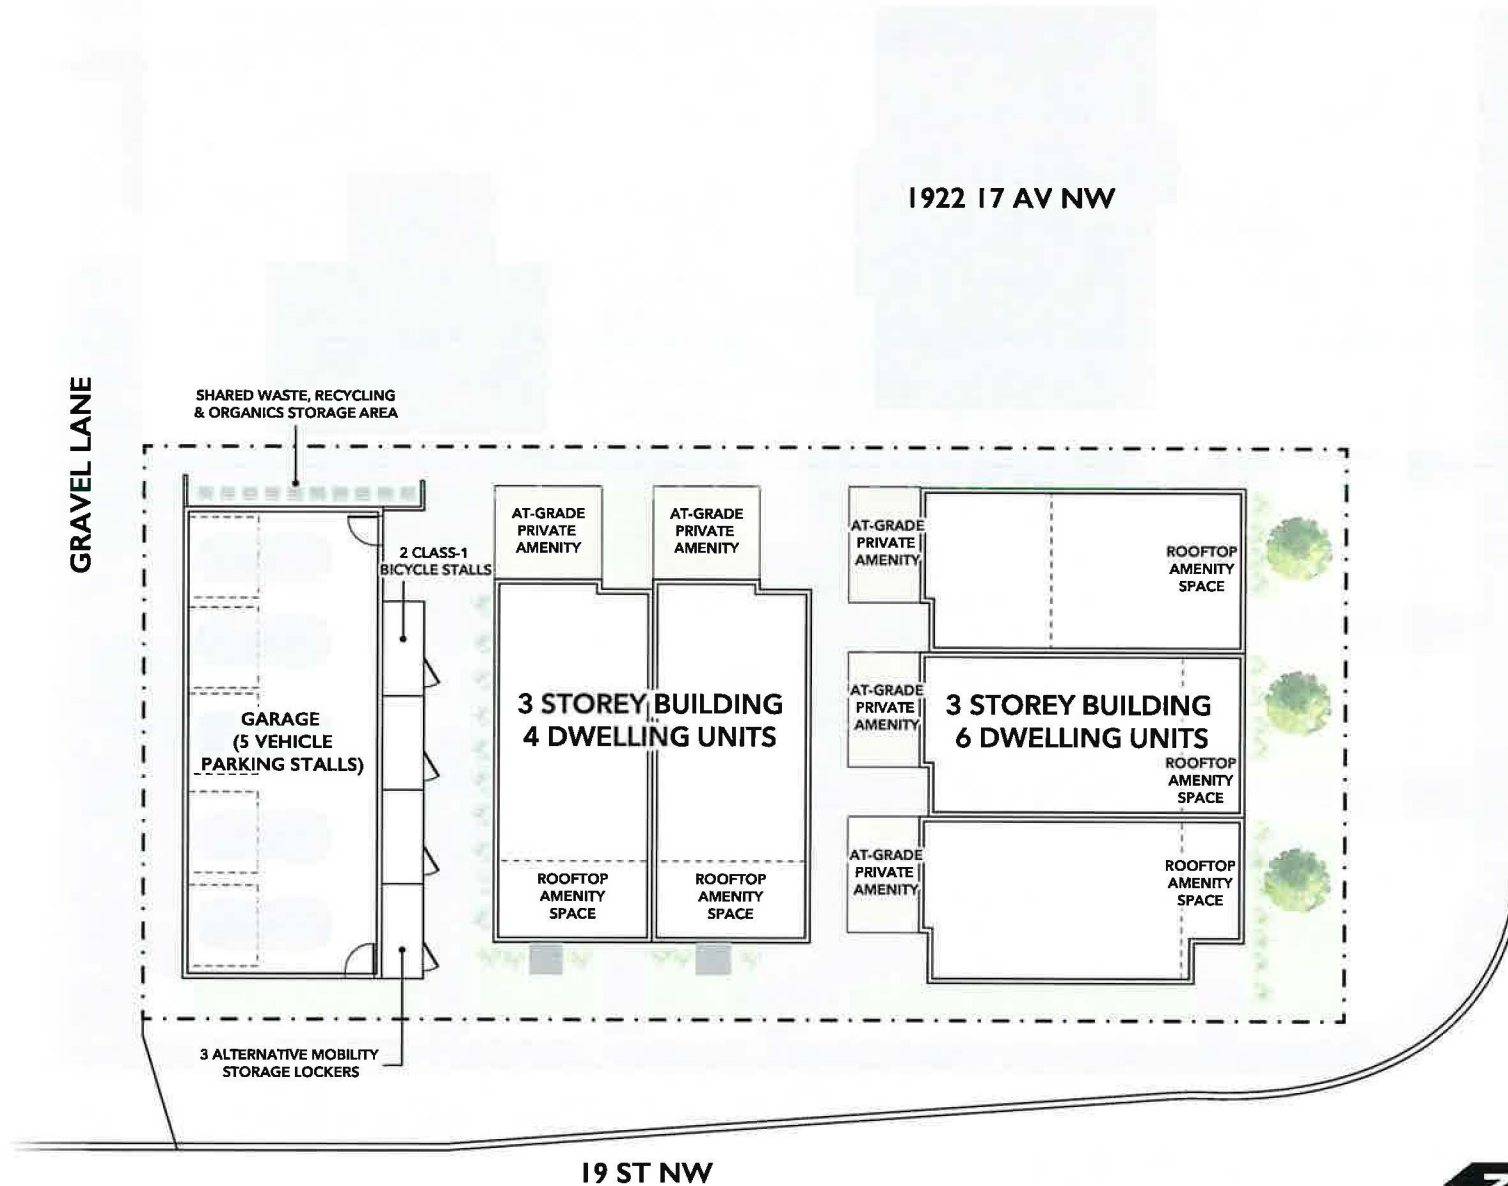 1922 17 AV NW
GRAVEL LANE
SHARED WASTE, RECYCLING
& ORGANICS STORAGE AREA
2 CLASS-1
BICYCLE STALLS
AT-GRADE
PRIVATE
AMENITY
AT-GRADE
PRIVATE
AMENITY
AT-GRADE
PRIVATE
AMENITY
ROOFTOP
AMENITY
SPACE
GARAGE
(5 VEHICLE
PARKING STALLS)
3 STOREY BUILDING
4 DWELLING UNITS
AT-GRADE
PRIVATE
AMENITY
3 STOREY BUILDING
6 DWELLING UNITS
ROOFTOP
AMENITY
SPACE
ROOFTOP
AMENITY
SPACE
ROOFTOP
AMENITY
SPACE
AT-GRADE
PRIVATE
AMENITY
ROOFTOP
AMENITY
SPACE
3 ALTERNATIVE MOBILITY
STORAGE LOCKERS
19 ST NW